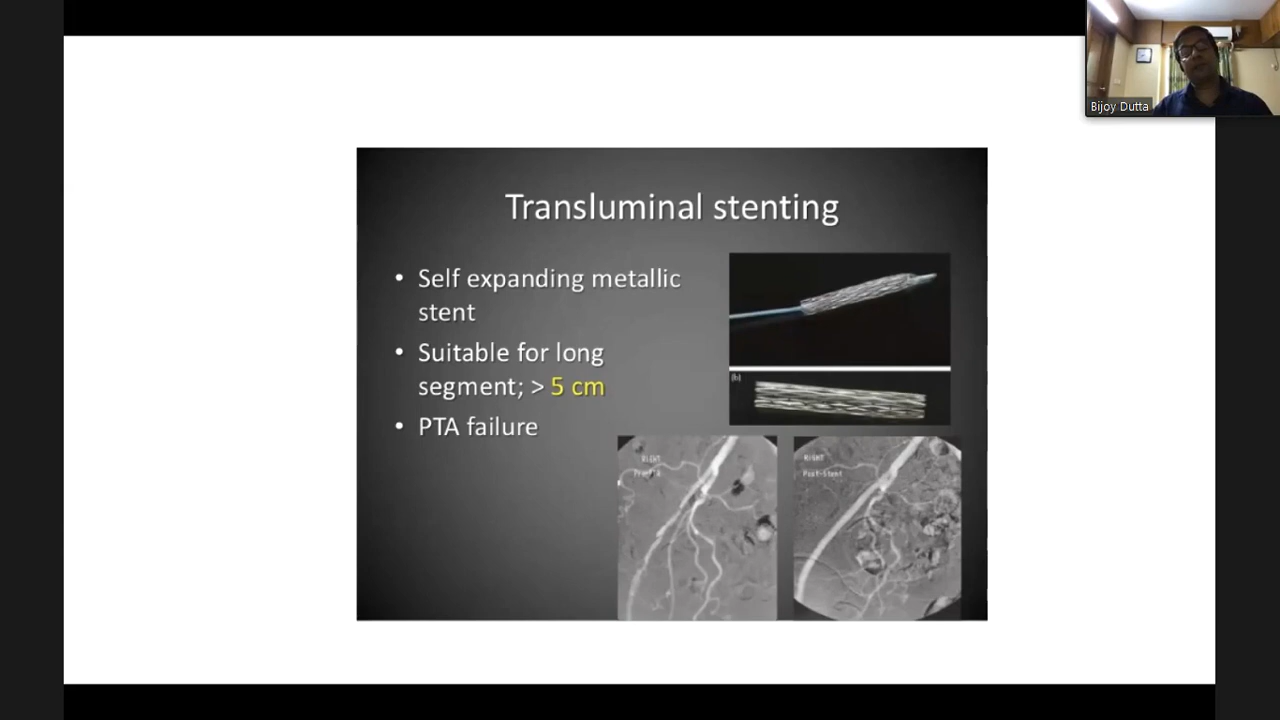 Bijoy Dutta
Transluminal stenting
• Self expanding metallic
stent
• Suitable for long
segment; > 5 cm
• PTA failure
(b)
RIGHT
RIGHT
Post-Stent